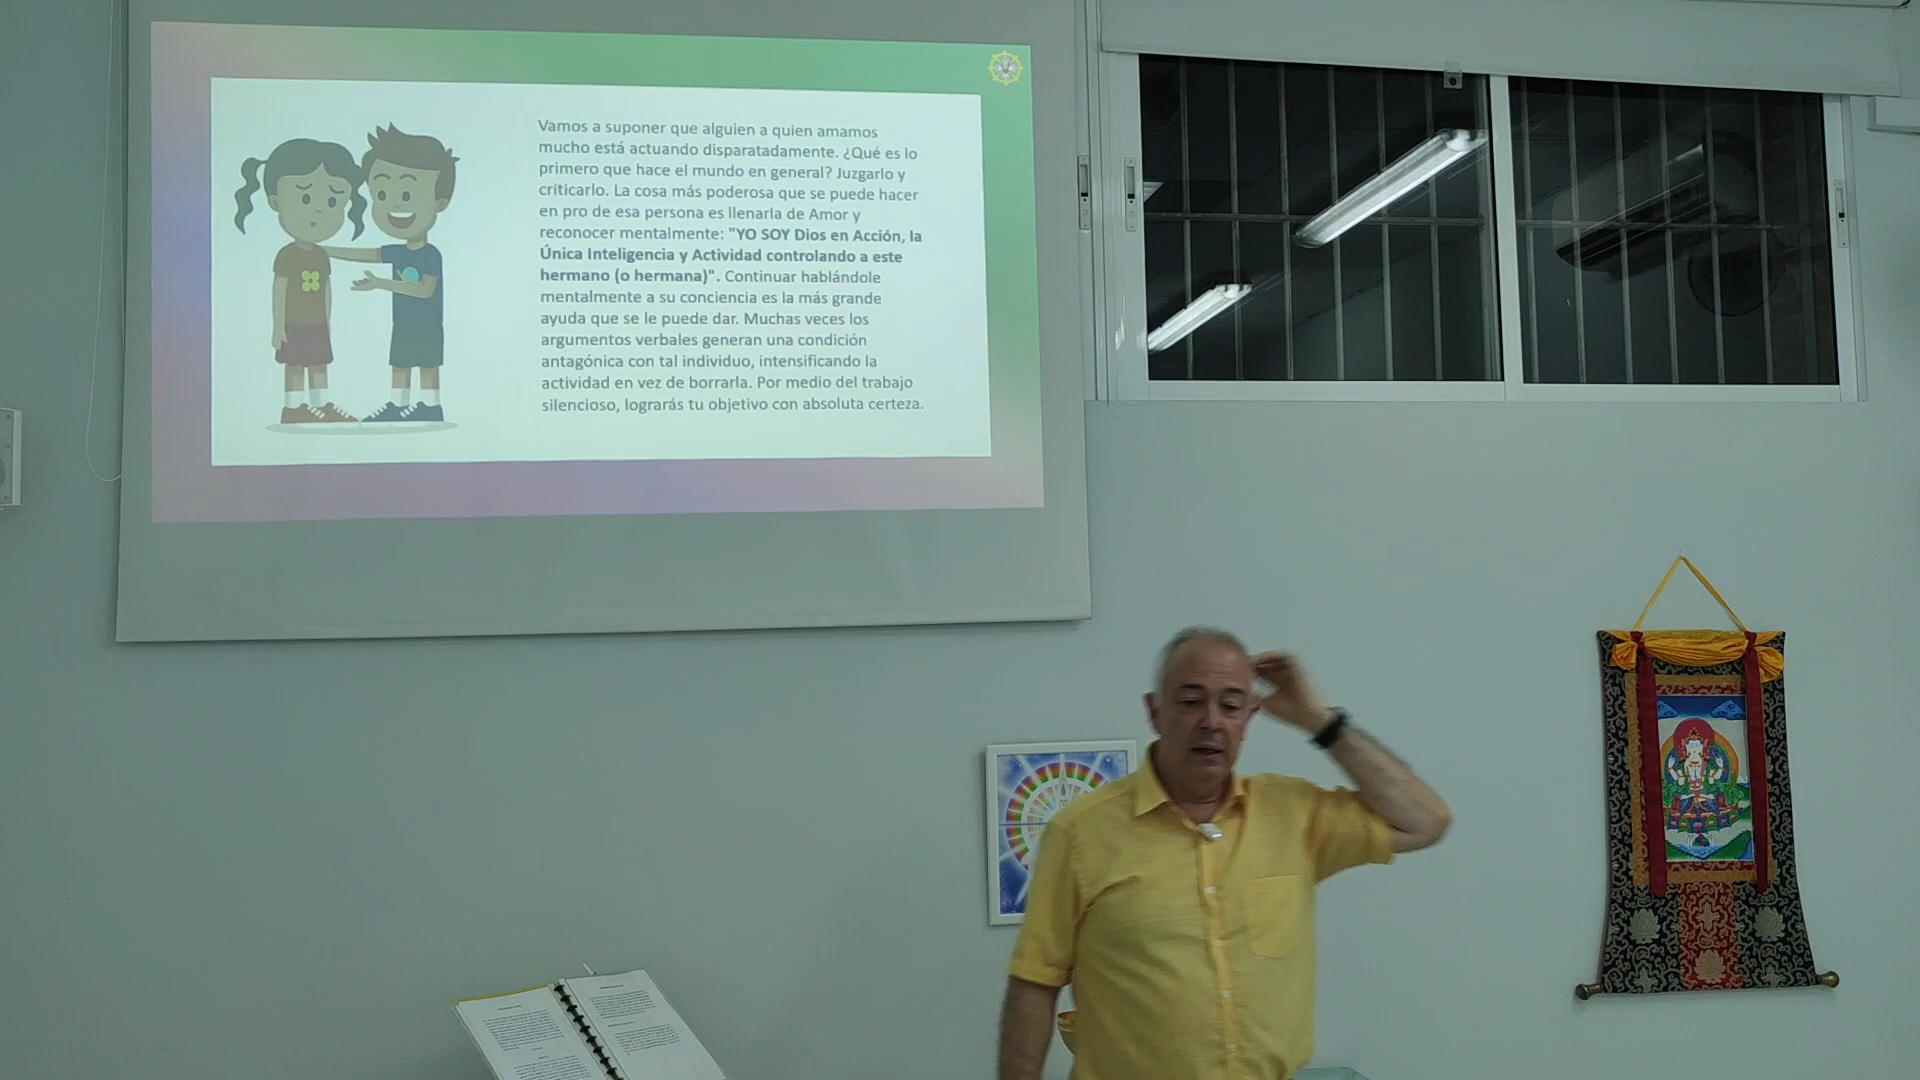 Vamos a suponer que alguien a quien amamos
mucho está actuando disparatadamente. ¿Qué es lo
primero que hace el mundo en general? Juzgarlo y
criticarlo. La cosa más poderosa que se puede hacer
en pro de esa persona es llenarla de Amor y
reconocer mentalmente: "YO SOY Dios en Acción, la
Única Inteligencia y Actividad controlando a este
hermano (o hermana)". Continuar hablándole
mentalmente a su conciencia es la más grande
ayuda que se le puede dar. Muchas veces los
argumentos verbales generan una condición
antagónica con tal individuo, intensificando la
actividad en vez de borrarla. Por medio del trabajo
silencioso, lograrás tu objetivo con absoluta certeza.